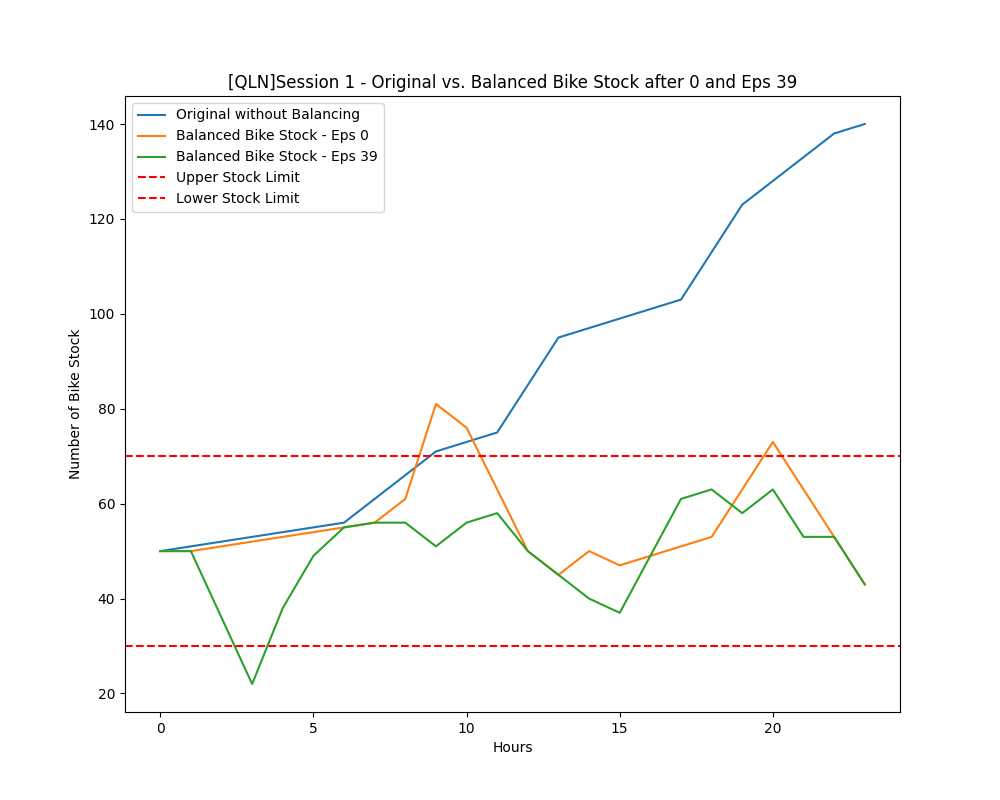 [QLN]Session 1 - Original vs. Balanced Bike Stock after 0 and Eps 39
Original without Balancing
Balanced Bike Stock - Eps 0
Balanced Bike Stock - Eps 39
Upper Stock Limit
Lower Stock Limit
Number of Bike Stock
140
120
100
80
60
40
20
0 5 10 15 20
Hours